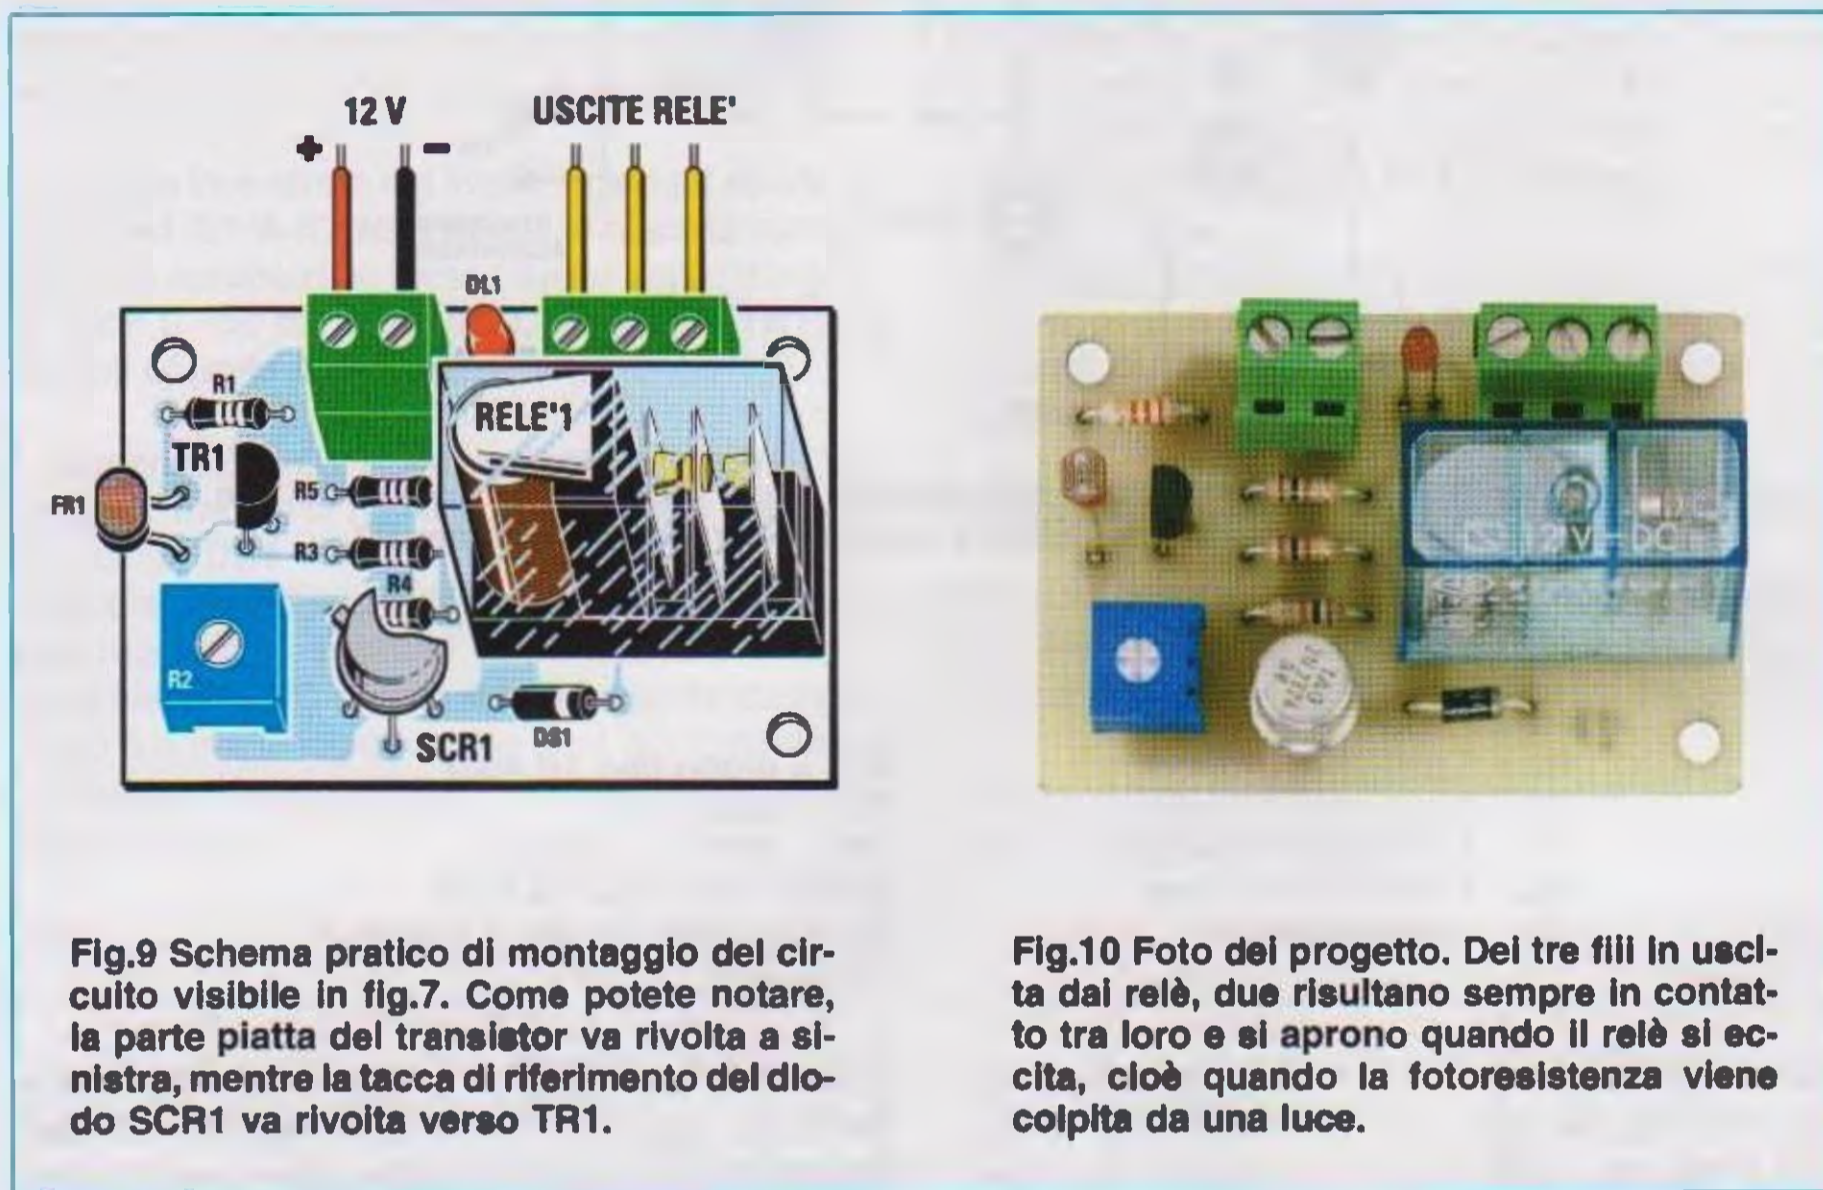 12 V
USCITE RELE'
+
−
DL1
R1
RELE'1
TR1
R5
FR1
R3
R4
R2
SCR1
DS1
12 V - DC
Fig.9 Schema pratico di montaggio del cir-
cuito visibile in fig.7. Come potete notare,
la parte piatta del transistor va rivolta a si-
nistra, mentre la tacca di riferimento del dio-
do SCR1 va rivolta verso TR1.
Fig.10 Foto del progetto. Dei tre fili in usci-
ta dal relè, due risultano sempre in contat-
to tra loro e si aprono quando il relè si ec-
cita, cioè quando la fotoresistenza viene
colpita da una luce.